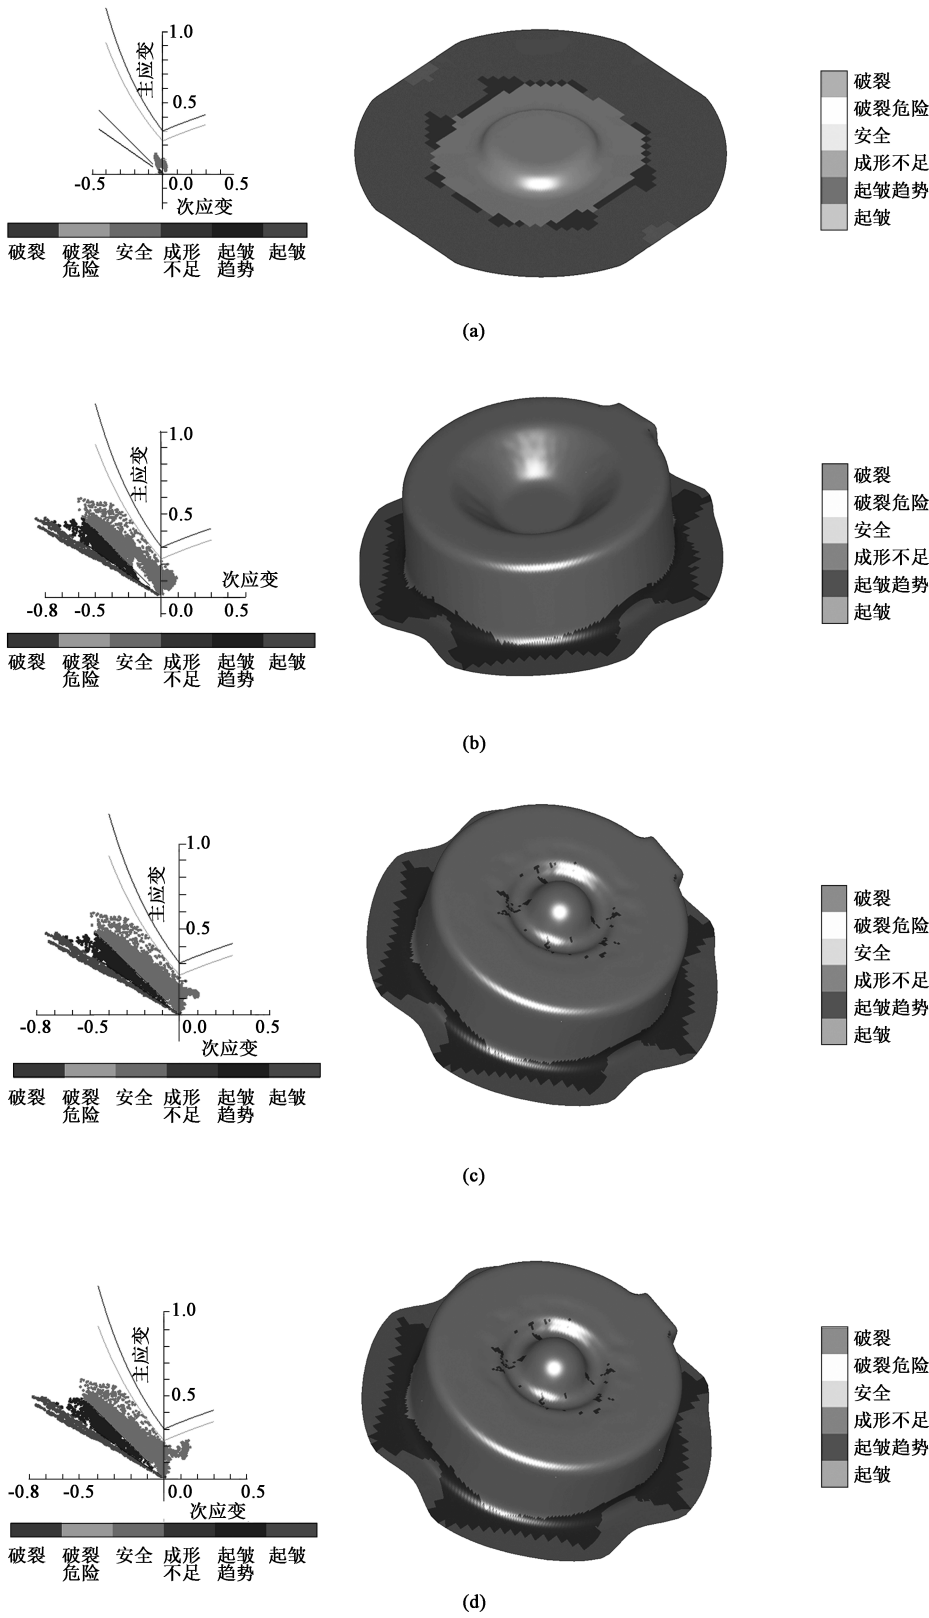 1.0
主应变
0.5
-0.5
0.0
0.5
次应变
破裂 破裂危险 安全 成形不足 起皱趋势 起皱
破裂
破裂危险
安全
成形不足
起皱趋势
起皱
(a)
1.0
主应变
0.5
次应变
-0.8
-0.5
0.0
0.5
破裂 破裂危险 安全 成形不足 起皱趋势 起皱
破裂
破裂危险
安全
成形不足
起皱趋势
起皱
(b)
1.0
主应变
0.5
-0.8
-0.5
0.0
0.5
次应变
破裂 破裂危险 安全 成形不足 起皱趋势 起皱
破裂
破裂危险
安全
成形不足
起皱趋势
起皱
(c)
1.0
主应变
0.5
-0.8
-0.5
0.0
0.5
次应变
破裂 破裂危险 安全 成形不足 起皱趋势 起皱
破裂
破裂危险
安全
成形不足
起皱趋势
起皱
(d)